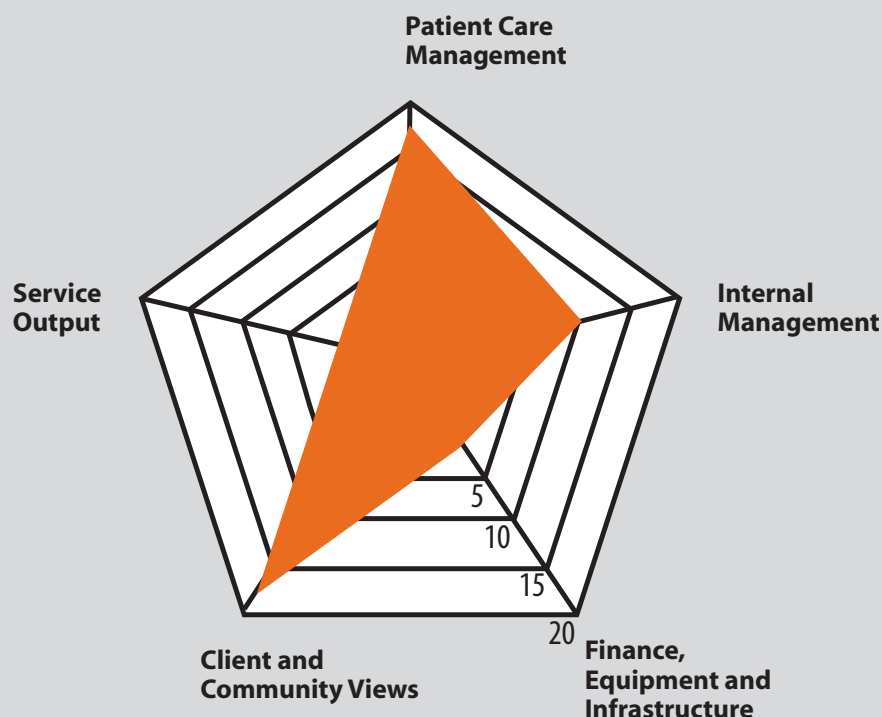 Patient Care
Management
Service
Output
Internal
Management
5
10
15
20
Client and
Community Views
Finance,
Equipment and
Infrastructure